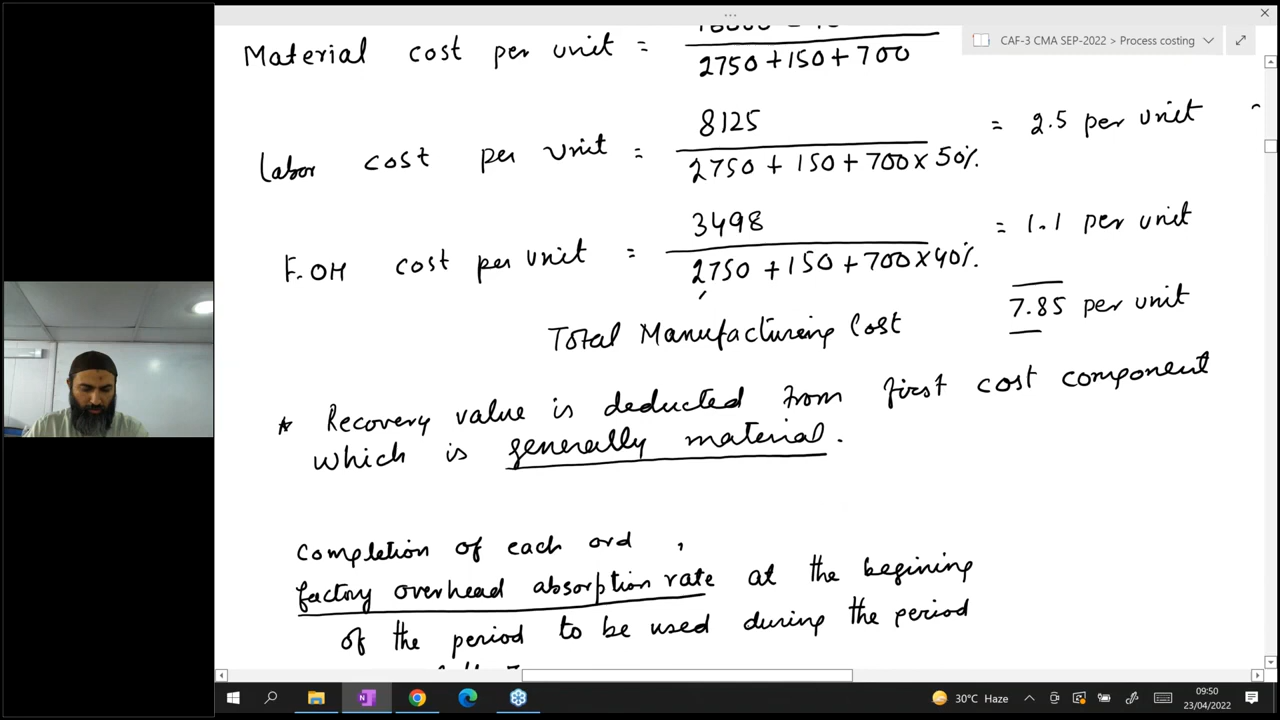 CAF-3 CMA SEP-2022 > Process costing
Material cost per unit =
2750 + 150 + 700
Labor cost per unit = 8125 / 2750 + 150 + 700 x 50% = 2.5 per unit
F.OH cost per unit = 3498 / 2750 + 150 + 700 x 40% = 1.1 per unit
Total Manufacturing Cost 7.85 per unit
* Recovery value is deducted from first cost component
which is generally material.
completion of each ord ,
factory overhead absorption rate at the begining
of the period to be used during the period
30°C Haze
09:50
23/04/2022